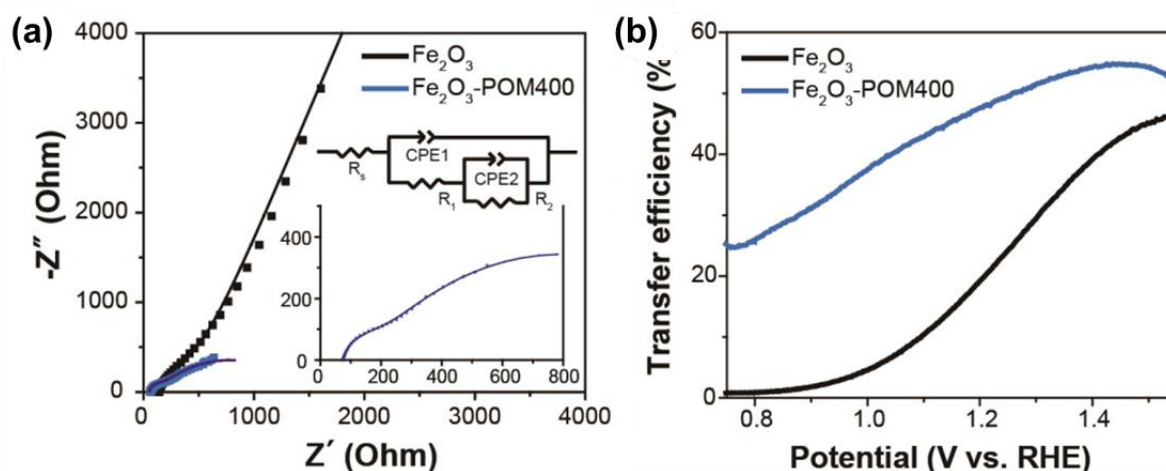 (a)
4000
3000
2000
1000
0
-Z″ (Ohm)
Fe2O3
Fe2O3-POM400
Rs
CPE1
CPE2
R1
R2
400
200
0
0 200 400 600 800
0 1000 2000 3000 4000
Z′ (Ohm)
(b)
60
40
20
0
Transfer efficiency (%
Fe2O3
Fe2O3-POM400
0.8 1.0 1.2 1.4
Potential (V vs. RHE)